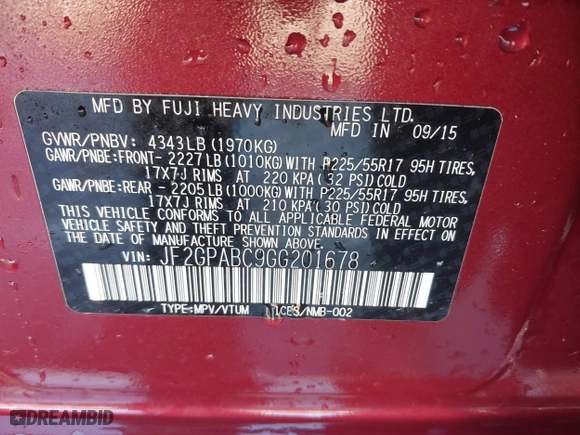 MFD BY FUJI HEAVY INDUSTRIES LTD.
MFD IN 09/15
GVWR/PNBV: 4343LB(1970KG)
GAWR/PNBE:FRONT- 2227LB(1010KG)WITH P225/55R17 95H TIRES,
17X7J RIMS AT 220 KPA(32 PSI)COLD
GAWR/PNBE:REAR - 2205LB(1000KG)WITH P225/55R17 95H TIRES,
17X7J RIMS AT 210 KPA(30 PSI)COLD
THIS VEHICLE CONFORMS TO ALL APPLICABLE FEDERAL MOTOR
VEHICLE SAFETY AND THEFT PREVENTION STANDARDS IN EFFECT ON
THE DATE OF MANUFACTURE SHOWN ABOVE.
VIN: JF2GPABC9GG201678
TYPE:MPV/VTUM ICES/NMB-002
DREAMBID